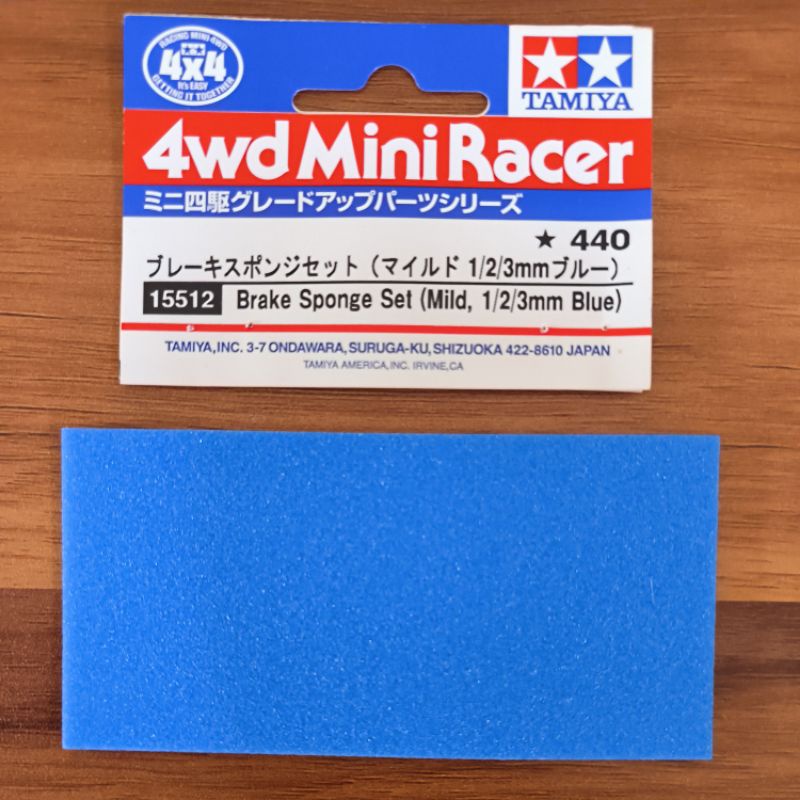 RACING MINI 4WD
4x4
It's EASY
GETTING IT TOGETHER
TAMIYA
4wd Mini Racer
ミニ四駆グレードアップパーツシリーズ
★ 440
ブレーキスポンジセット（マイルド 1/2/3mmブルー）
15512 Brake Sponge Set (Mild, 1/2/3mm Blue)
TAMIYA,INC. 3-7 ONDAWARA, SURUGA-KU, SHIZUOKA 422-8610 JAPAN
TAMIYA AMERICA, INC. IRVINE, CA